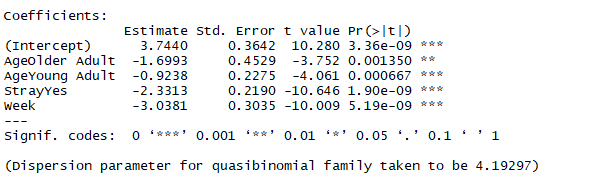 Coefficients:
Estimate Std. Error t value Pr(>|t|)
(Intercept) 3.7440 0.3642 10.280 3.36e-09 ***
AgeOlder Adult -1.6993 0.4529 -3.752 0.001350 **
AgeYoung Adult -0.9238 0.2275 -4.061 0.000667 ***
StrayYes -2.3313 0.2190 -10.646 1.90e-09 ***
Week -3.0381 0.3035 -10.009 5.19e-09 ***
---
Signif. codes: 0 ‘***’ 0.001 ‘**’ 0.01 ‘*’ 0.05 ‘.’ 0.1 ‘ ’ 1
(Dispersion parameter for quasibinomial family taken to be 4.19297)